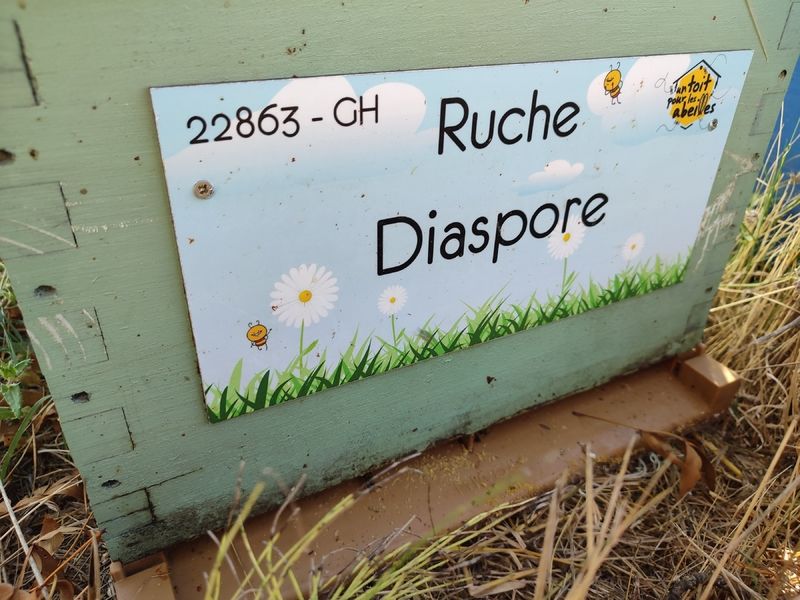 22863 - GH
Ruche
Diaspore
un toit
pour les
abeilles